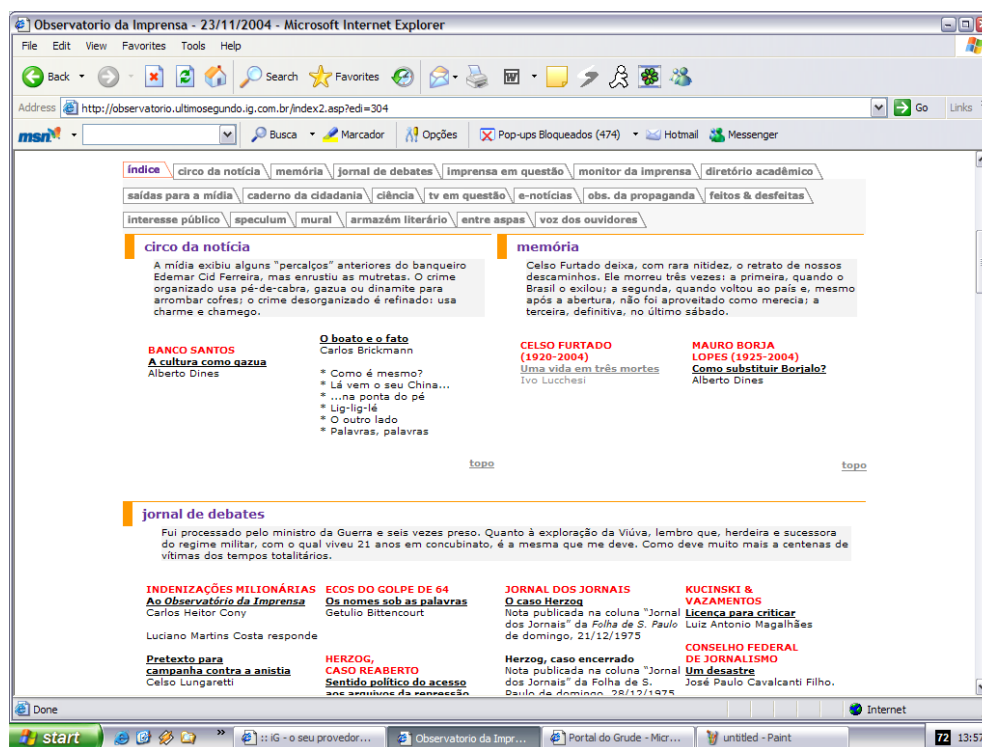 Observatorio da Imprensa - 23/11/2004 - Microsoft Internet Explorer
File Edit View Favorites Tools Help
Back Search Favorites
Address http://observatorio.ultimosegundo.ig.com.br/index2.asp?edi=304 Go Links
msn Busca Marcador Opções Pop-ups Bloqueados (474) Hotmail Messenger
índice circo da notícia memória jornal de debates imprensa em questão monitor da imprensa diretório acadêmico
saídas para a mídia caderno da cidadania ciência tv em questão e-notícias obs. da propaganda feitos & desfeitas
interesse público speculum mural armazém literário entre aspas voz dos ouvidores
circo da notícia
A mídia exibiu alguns "percalços" anteriores do banqueiro
Edemar Cid Ferreira, mas enrustiu as mutretas. O crime
organizado usa pé-de-cabra, gazua ou dinamite para
arrombar cofres; o crime desorganizado é refinado: usa
charme e chamego.
BANCO SANTOS
A cultura como gazua
Alberto Dines
O boato e o fato
Carlos Brickmann
* Como é mesmo?
* Lá vem o seu China...
* ...na ponta do pé
* Lig-lig-lé
* O outro lado
* Palavras, palavras
topo
memória
Celso Furtado deixa, com rara nitidez, o retrato de nossos
descaminhos. Ele morreu três vezes: a primeira, quando o
Brasil o exilou; a segunda, quando voltou ao país e, mesmo
após a abertura, não foi aproveitado como merecia; a
terceira, definitiva, no último sábado.
CELSO FURTADO
(1920-2004)
Uma vida em três mortes
Ivo Lucchesi
MAURO BORJA
LOPES (1925-2004)
Como substituir Borjalo?
Alberto Dines
topo
jornal de debates
Fui processado pelo ministro da Guerra e seis vezes preso. Quanto à exploração da Viúva, lembro que, herdeira e sucessora
do regime militar, com o qual viveu 21 anos em concubinato, é a mesma que me deve. Como deve muito mais a centenas de
vítimas dos tempos totalitários.
INDENIZAÇÕES MILIONÁRIAS
Ao Observatório da Imprensa
Carlos Heitor Cony
Luciano Martins Costa responde
Pretexto para
campanha contra a anistia
Celso Lungaretti
ECOS DO GOLPE DE 64
Os nomes sob as palavras
Getulio Bittencourt
HERZOG,
CASO REABERTO
Sentido político do acesso
aos arquivos da repressão
JORNAL DOS JORNAIS
O caso Herzog
Nota publicada na coluna "Jornal
dos Jornais" da Folha de S. Paulo
de domingo, 21/12/1975
Herzog, caso encerrado
Nota publicada na coluna "Jornal
dos Jornais" da Folha de S.
Paulo de domingo, 28/12/1975
KUCINSKI &
VAZAMENTOS
Licença para criticar
Luiz Antonio Magalhães
CONSELHO FEDERAL
DE JORNALISMO
Um desastre
José Paulo Cavalcanti Filho.
Done Internet
start :: iG - o seu provedor... Observatorio da Impr... Portal do Grude - Micr... untitled - Paint 72 13:57